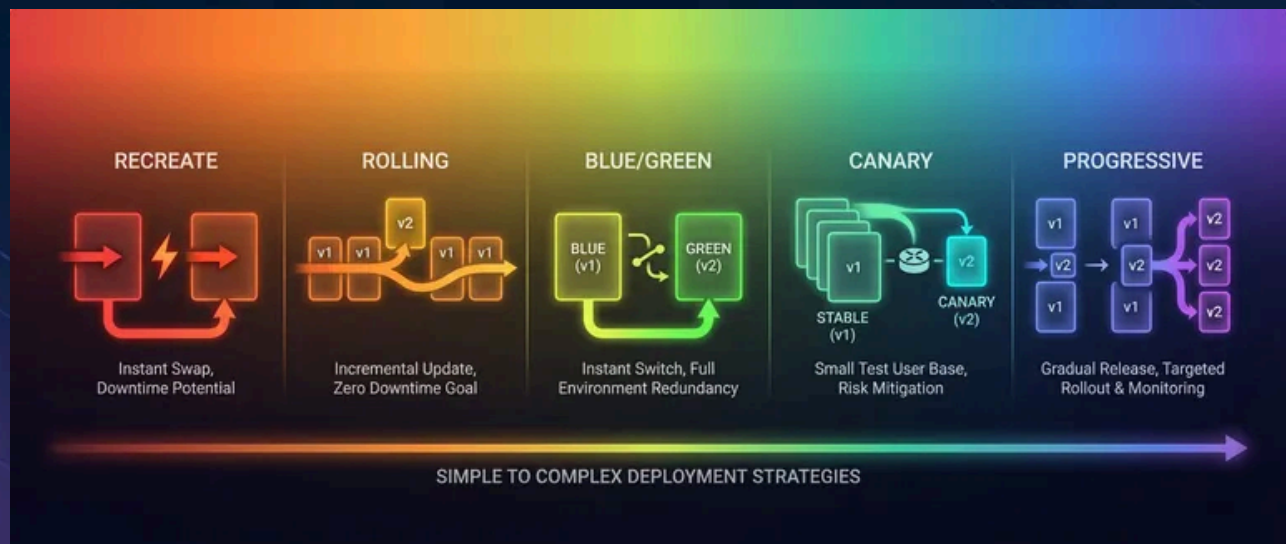 RECREATE
Instant Swap,
Downtime Potential
ROLLING
v2
v1 v1 v1 v1
Incremental Update,
Zero Downtime Goal
BLUE/GREEN
BLUE
(v1)
GREEN
(v2)
Instant Switch, Full
Environment Redundancy
CANARY
v1
v2
STABLE
(v1)
CANARY
(v2)
Small Test User Base,
Risk Mitigation
PROGRESSIVE
v1 v1 v2
v2 v2 v2
v1 v1 v2
Gradual Release, Targeted
Rollout & Monitoring
SIMPLE TO COMPLEX DEPLOYMENT STRATEGIES